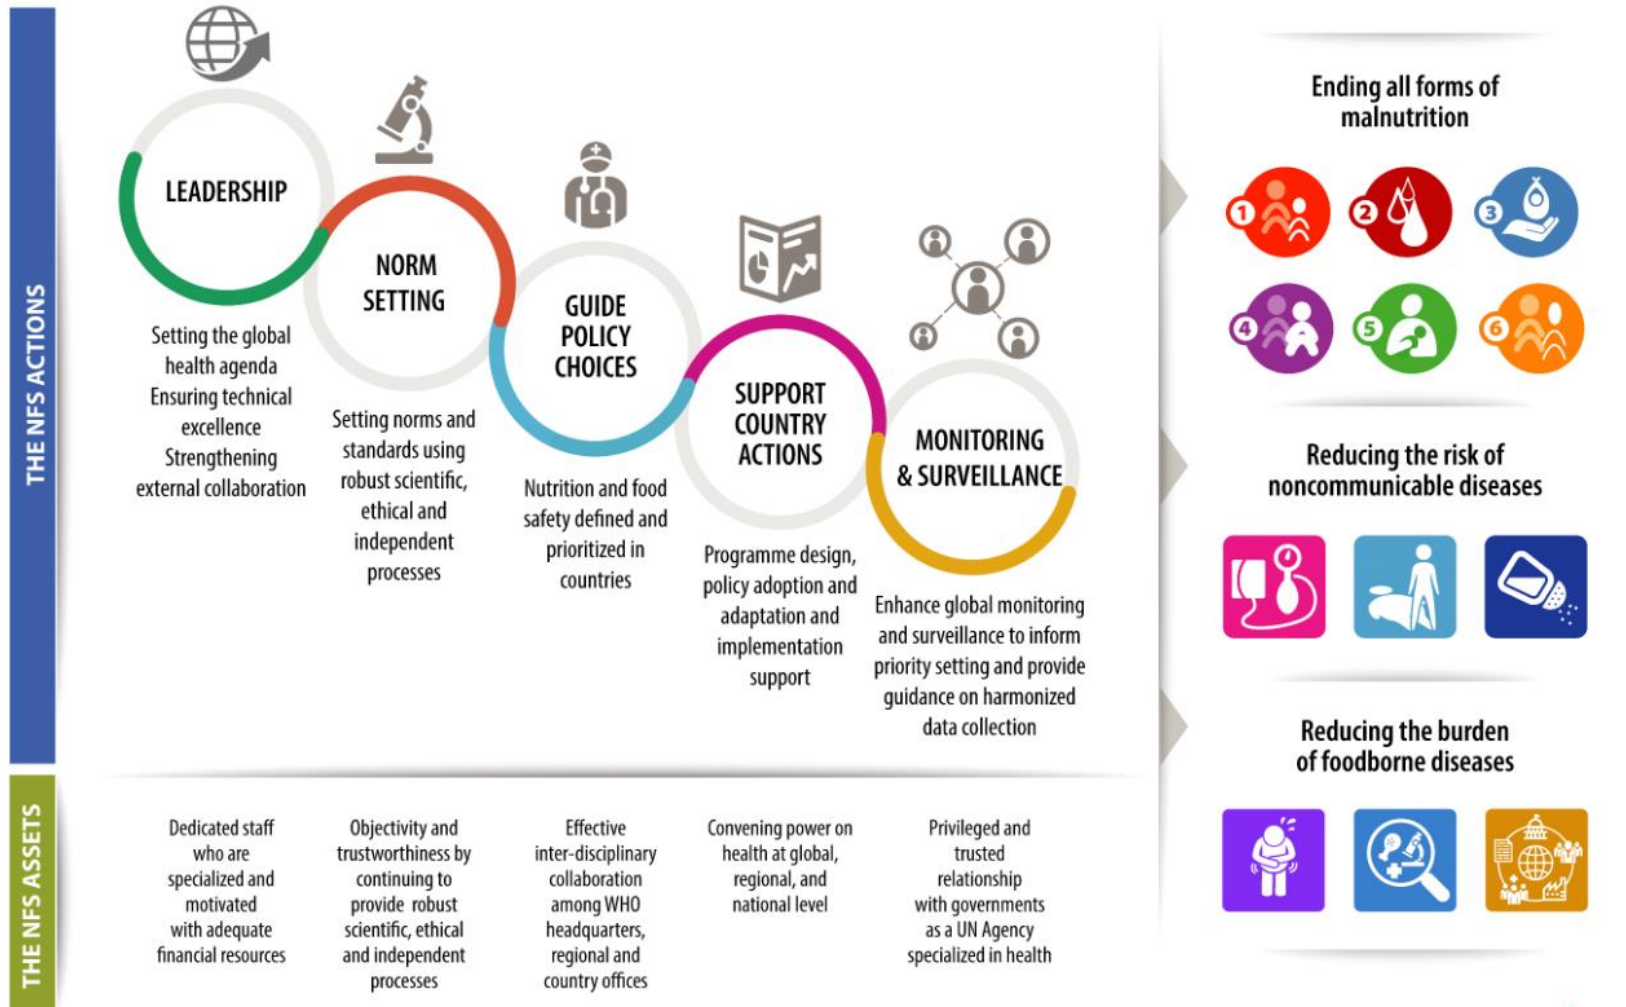 THE NFS ACTIONS
LEADERSHIP
Setting the global
health agenda
Ensuring technical
excellence
Strengthening
external collaboration
NORM
SETTING
Setting norms and
standards using
robust scientific,
ethical and
independent
processes
GUIDE
POLICY
CHOICES
Nutrition and food
safety defined and
prioritized in
countries
SUPPORT
COUNTRY
ACTIONS
Programme design,
policy adoption and
adaptation and
implementation
support
MONITORING
& SURVEILLANCE
Enhance global monitoring
and surveillance to inform
priority setting and provide
guidance on harmonized
data collection
THE NFS ASSETS
Dedicated staff
who are
specialized and
motivated
with adequate
financial resources
Objectivity and
trustworthiness by
continuing to
provide robust
scientific, ethical
and independent
processes
Effective
inter-disciplinary
collaboration
among WHO
headquarters,
regional and
country offices
Convening power on
health at global,
regional, and
national level
Privileged and
trusted
relationship
with governments
as a UN Agency
specialized in health
Ending all forms of
malnutrition
1
2
3
4
5
6
Reducing the risk of
noncommunicable diseases
Reducing the burden
of foodborne diseases